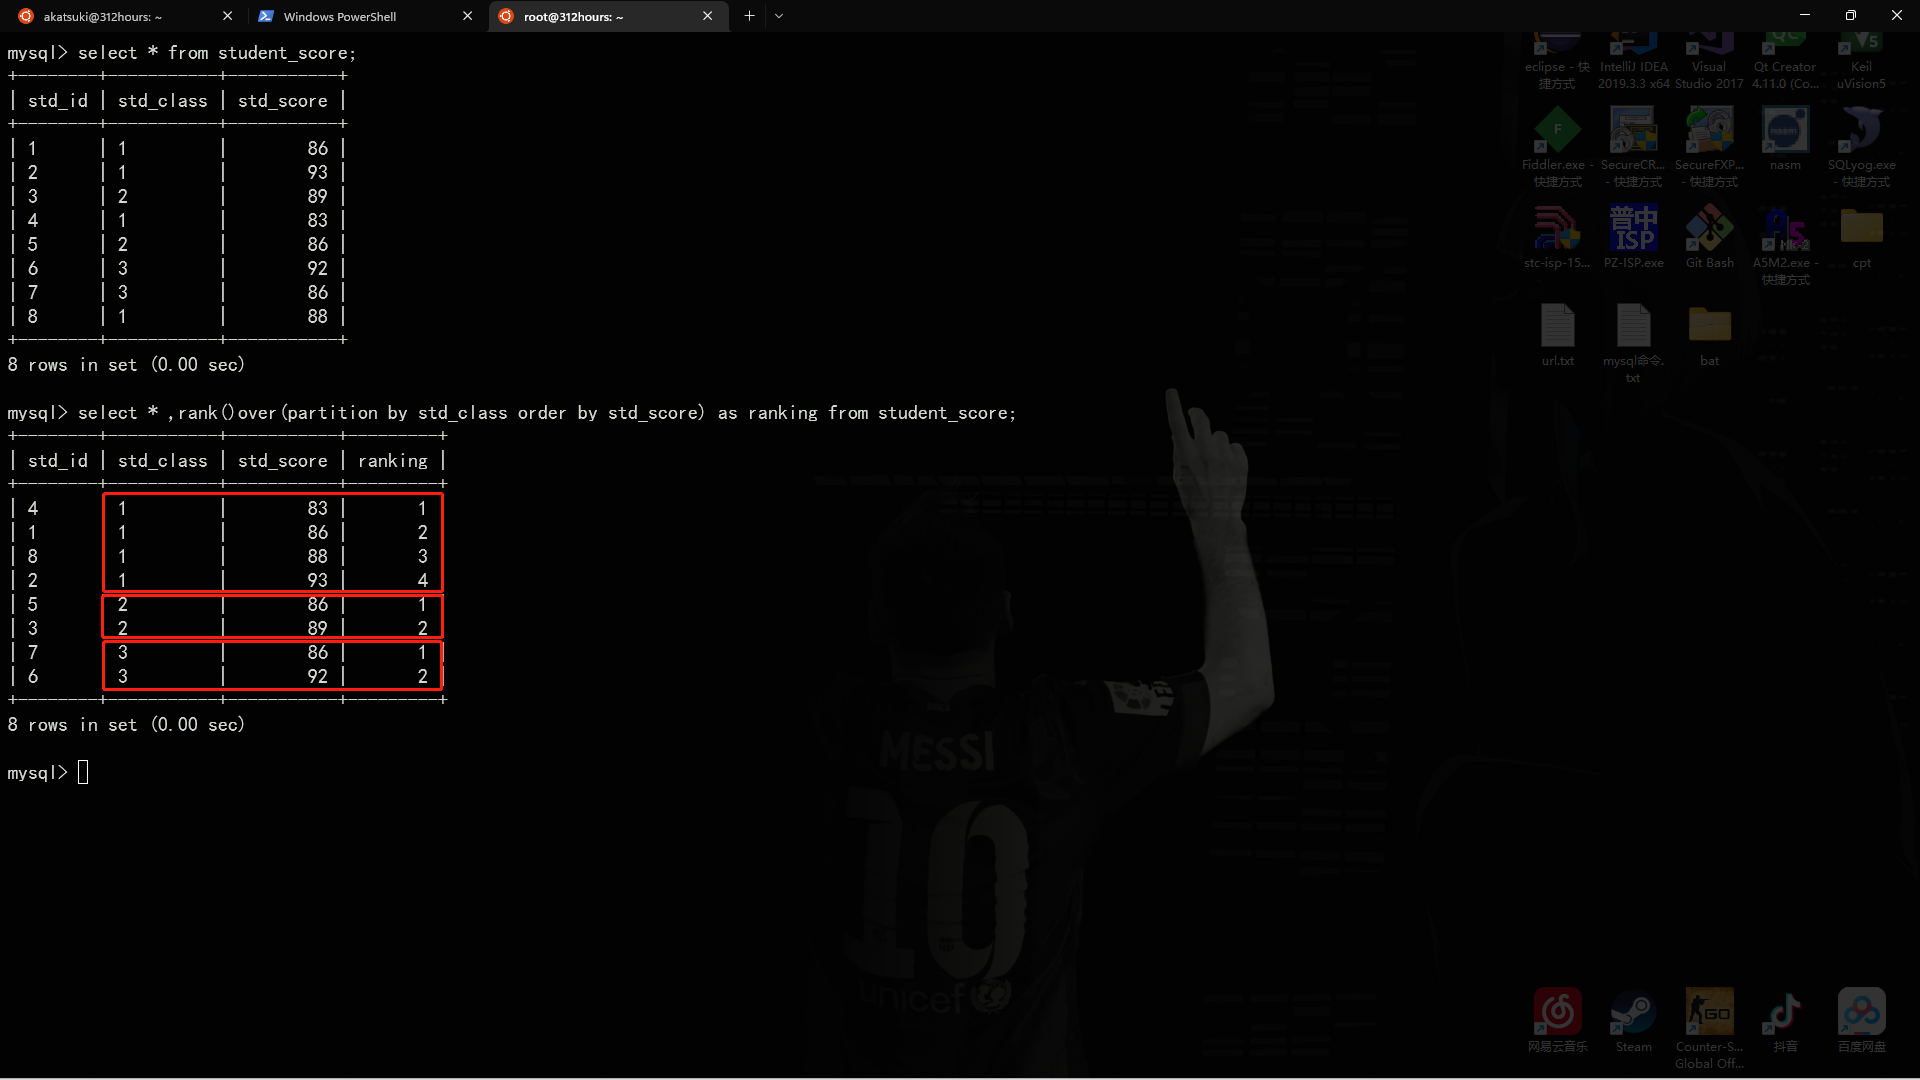 akatsuki@312hours: ~
Windows PowerShell
root@312hours: ~
mysql> select * from student_score;
+--------+-----------+-----------+
| std_id | std_class | std_score |
+--------+-----------+-----------+
| 1      | 1         |        86 |
| 2      | 1         |        93 |
| 3      | 2         |        89 |
| 4      | 1         |        83 |
| 5      | 2         |        86 |
| 6      | 3         |        92 |
| 7      | 3         |        86 |
| 8      | 1         |        88 |
+--------+-----------+-----------+
8 rows in set (0.00 sec)
mysql> select * ,rank()over(partition by std_class order by std_score) as ranking from student_score;
+--------+-----------+-----------+---------+
| std_id | std_class | std_score | ranking |
+--------+-----------+-----------+---------+
| 4      | 1         |        83 |       1
| 1      | 1         |        86 |       2
| 8      | 1         |        88 |       3
| 2      | 1         |        93 |       4
| 5      | 2         |        86 |       1
| 3      | 2         |        89 |       2
| 7      | 3         |        86 |       1
| 6      | 3         |        92 |       2
+--------+-----------+-----------+---------+
8 rows in set (0.00 sec)
mysql>
eclipse - 快
捷方式
IntelliJ IDEA
2019.3.3 x64
Visual
Studio 2017
Qt Creator
4.11.0 (Co...
Keil
uVision5
Fiddler.exe -
快捷方式
SecureCR...
- 快捷方式
SecureFXP...
- 快捷方式
nasm
SQLyog.exe
- 快捷方式
普中
ISP
stc-isp-15...
PZ-ISP.exe
Git Bash
A5M2.exe -
快捷方式
cpt
url.txt
mysql命令.
txt
bat
MESSI
10
unicef
网易云音乐
Steam
Counter-S...
Global Off...
抖音
百度网盘